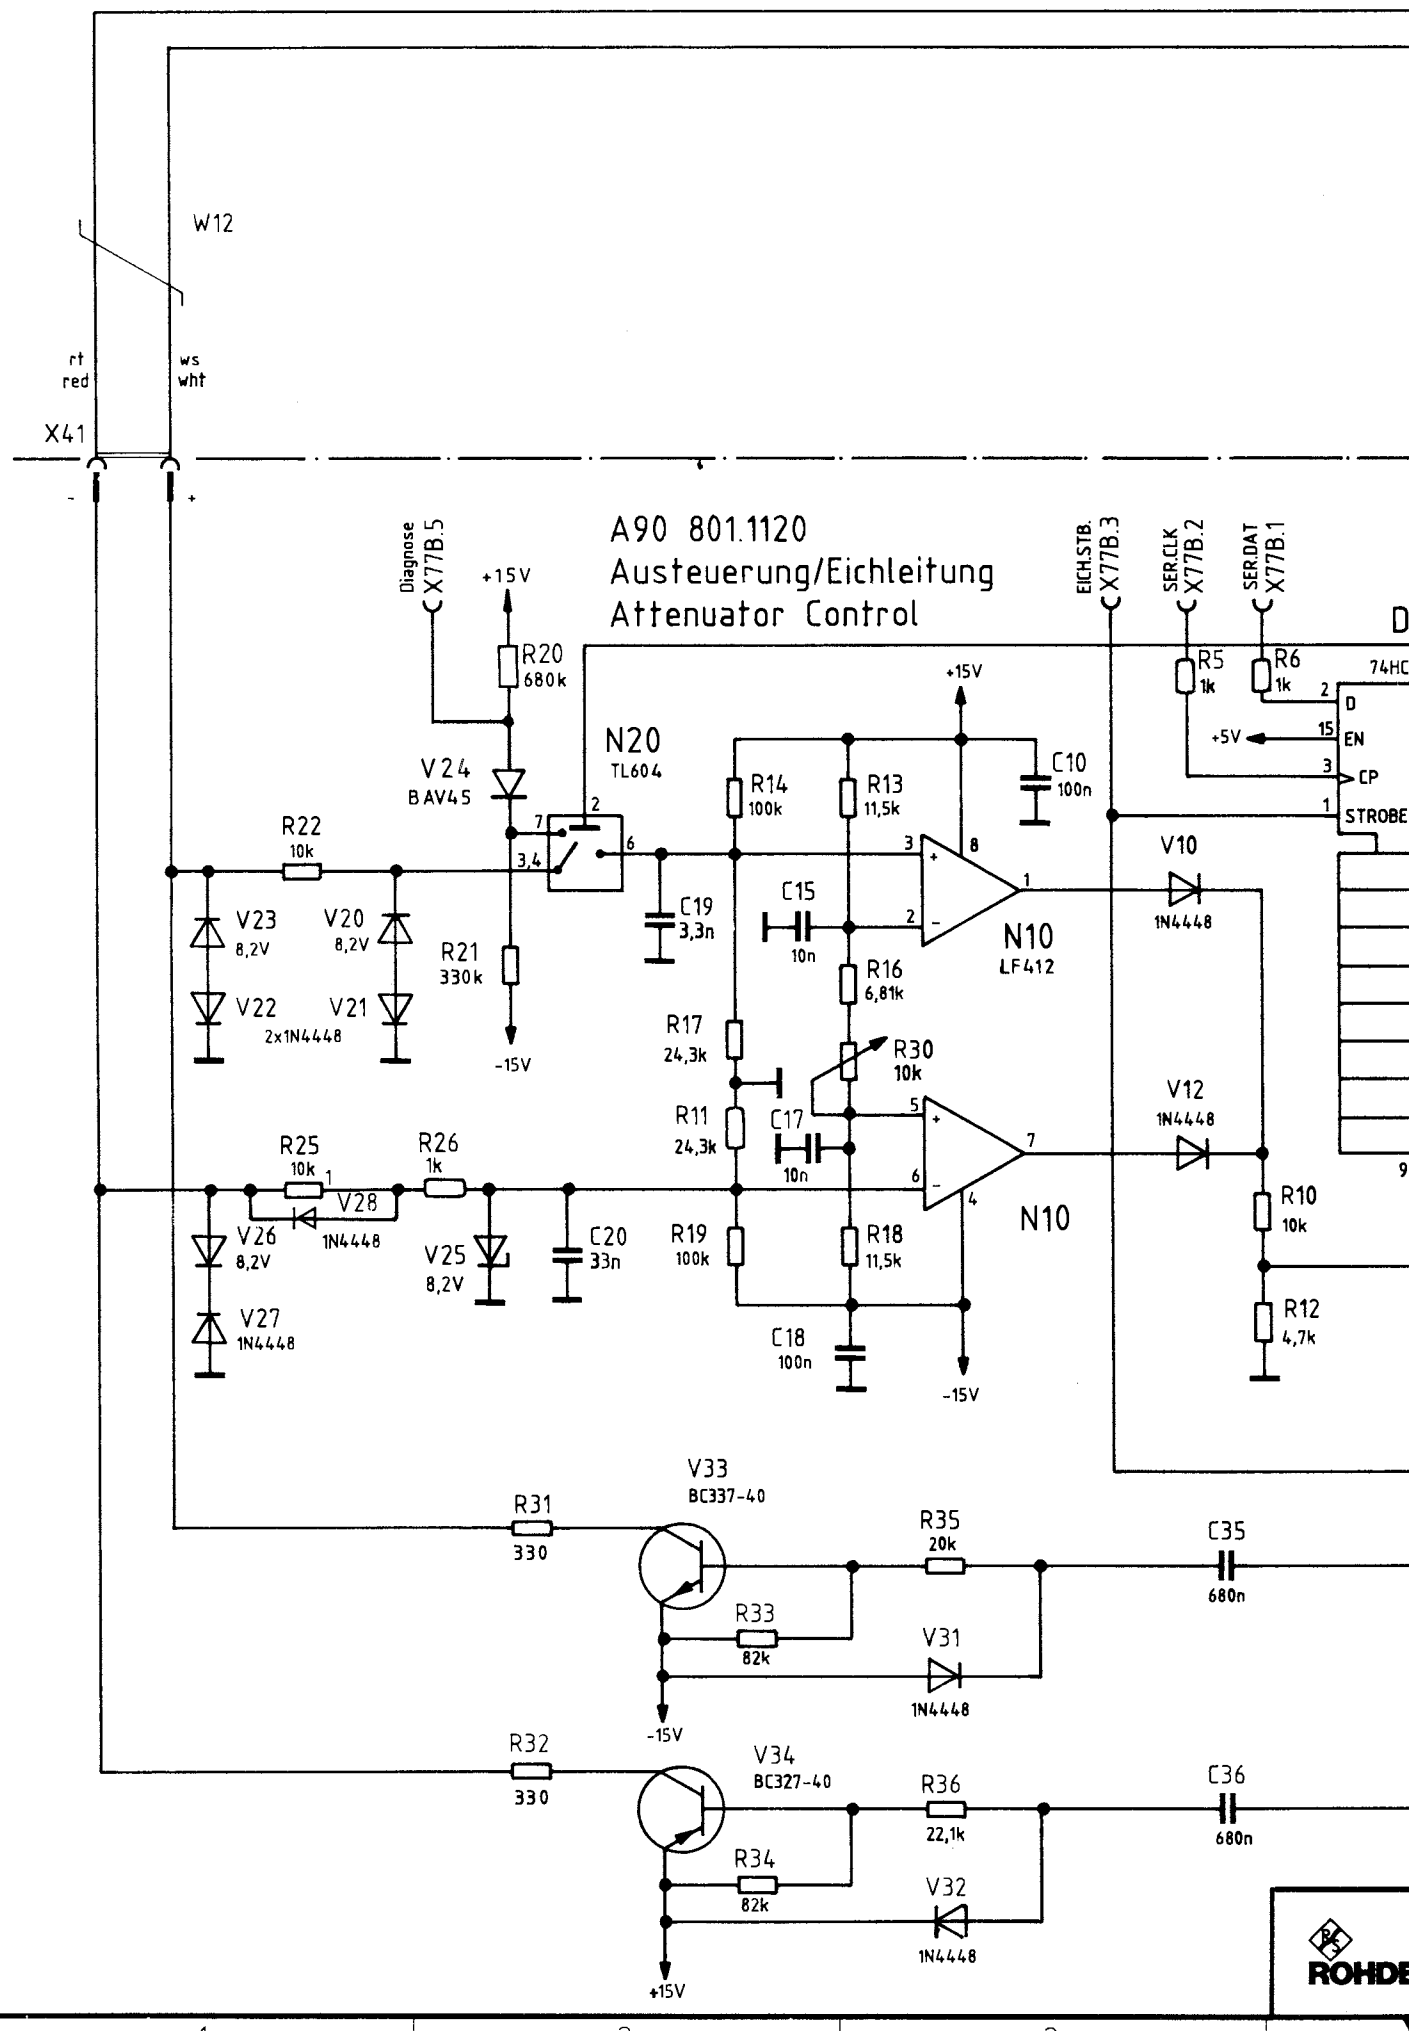 W12
rt
red
ws
wht
X41
-
+
Diagnose
X77B.5
+15V
A90 801.1120
Austeuerung/Eichleitung
Attenuator Control
EICH.STB.
X77B.3
SER.CLK
X77B.2
SER.DAT
X77B.1
D
R20
680k
+15V
R5
1k
R6
1k
74HC
2
D
+5V
15
EN
3
CP
1
STROBE
N20
TL604
V24
BAV45
R14
100k
R13
11,5k
C10
100n
R22
10k
7
2
3,4
6
3
+
8
1
2
-
V10
1N4448
V23
8,2V
V20
8,2V
R21
330k
C19
3,3n
C15
10n
N10
LF412
R16
6,81k
V22
V21
2x1N4448
-15V
R17
24,3k
R30
10k
R11
24,3k
C17
10n
5
+
7
6
-
4
V12
1N4448
9
R25
10k
1
R26
1k
V28
1N4448
N10
R10
10k
V26
8,2V
V25
8,2V
C20
33n
R19
100k
R18
11,5k
V27
1N4448
C18
100n
-15V
R12
4,7k
V33
BC337-40
R31
330
R35
20k
C35
680n
R33
82k
V31
1N4448
-15V
R32
330
V34
BC327-40
R36
22,1k
C36
680n
R34
82k
V32
1N4448
+15V
R
S
ROHDE